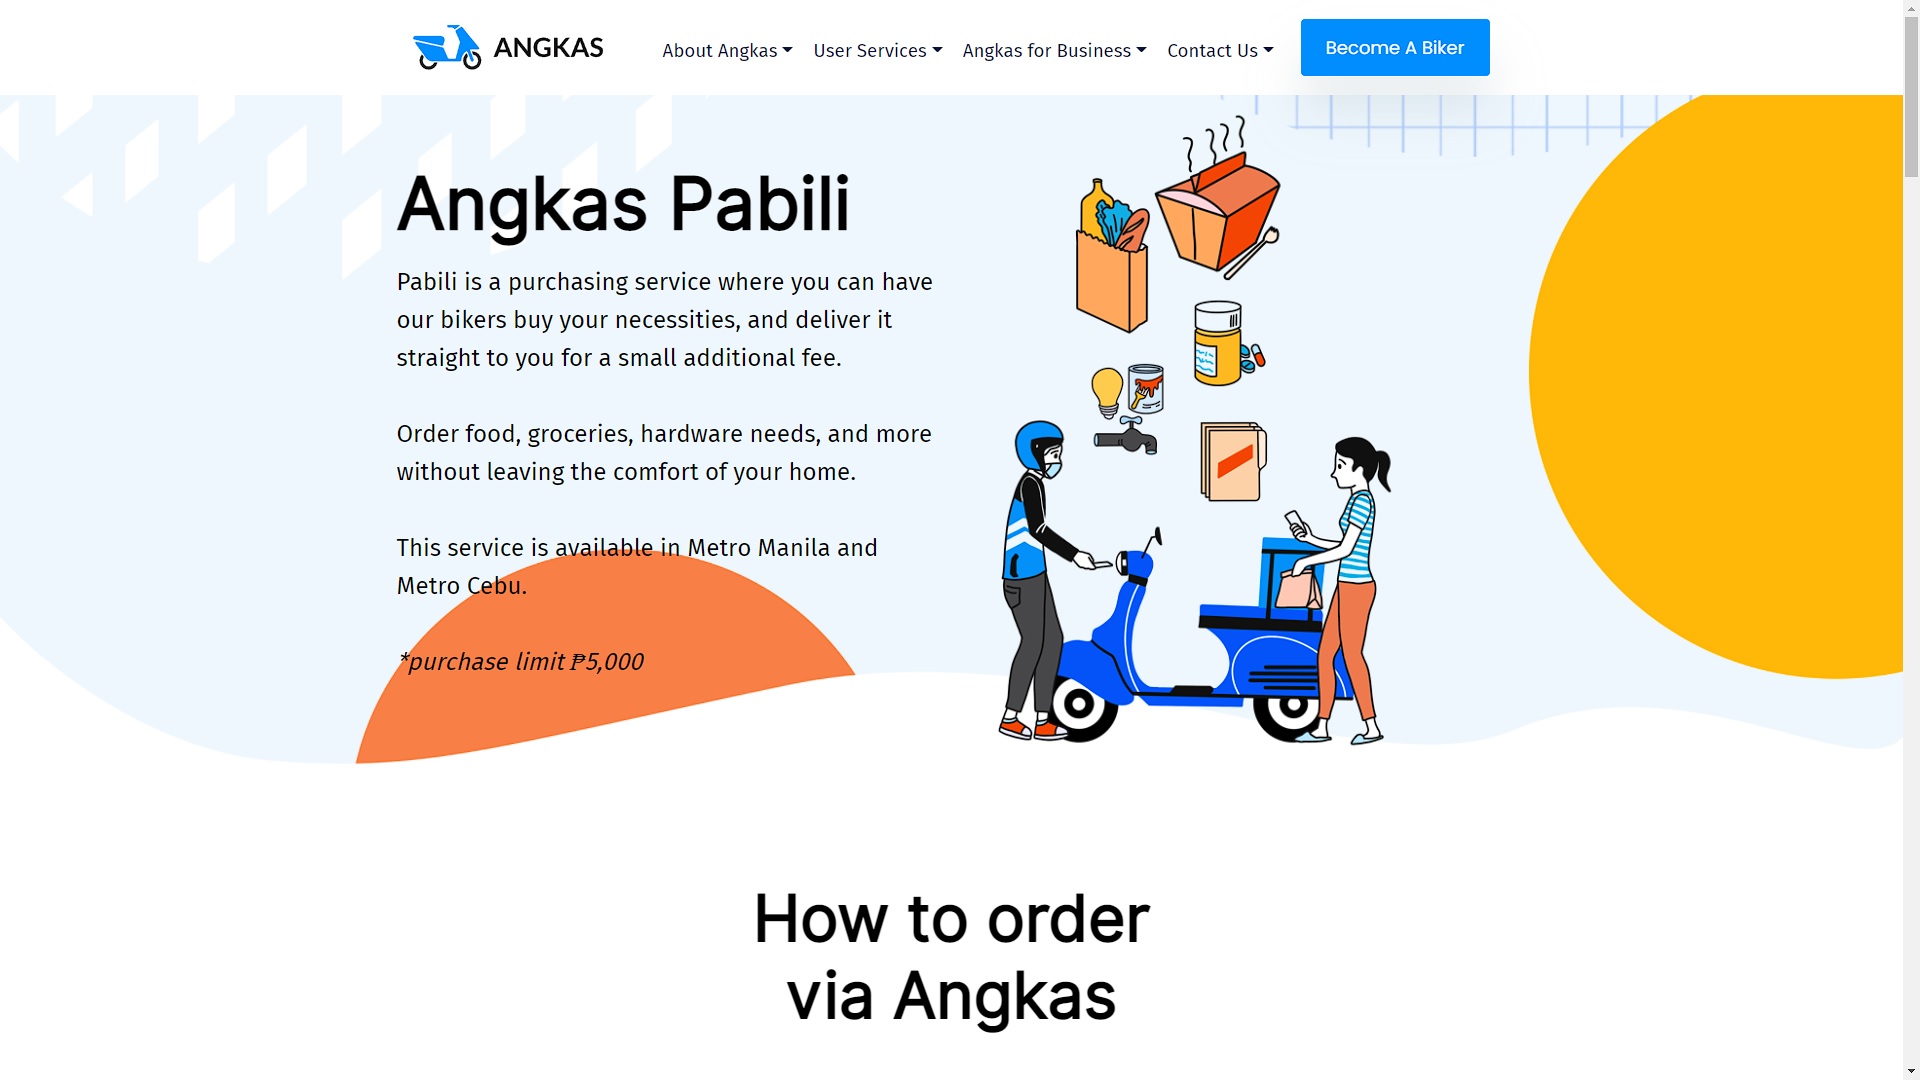 ANGKAS
About Angkas
User Services
Angkas for Business
Contact Us
Become A Biker
Angkas Pabili
Pabili is a purchasing service where you can have
our bikers buy your necessities, and deliver it
straight to you for a small additional fee.
Order food, groceries, hardware needs, and more
without leaving the comfort of your home.
This service is available in Metro Manila and
Metro Cebu.
*purchase limit ₱5,000
How to order
via Angkas